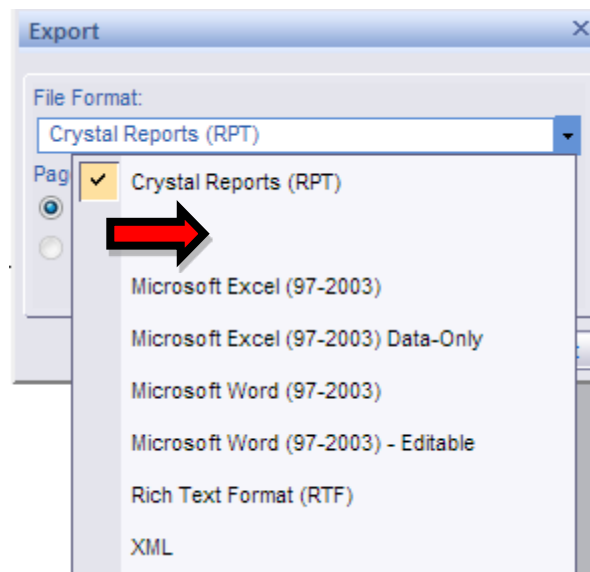 Export
File Format:
Crystal Reports (RPT)
Pag
Crystal Reports (RPT)
Microsoft Excel (97-2003)
Microsoft Excel (97-2003) Data-Only
Microsoft Word (97-2003)
Microsoft Word (97-2003) - Editable
Rich Text Format (RTF)
XML